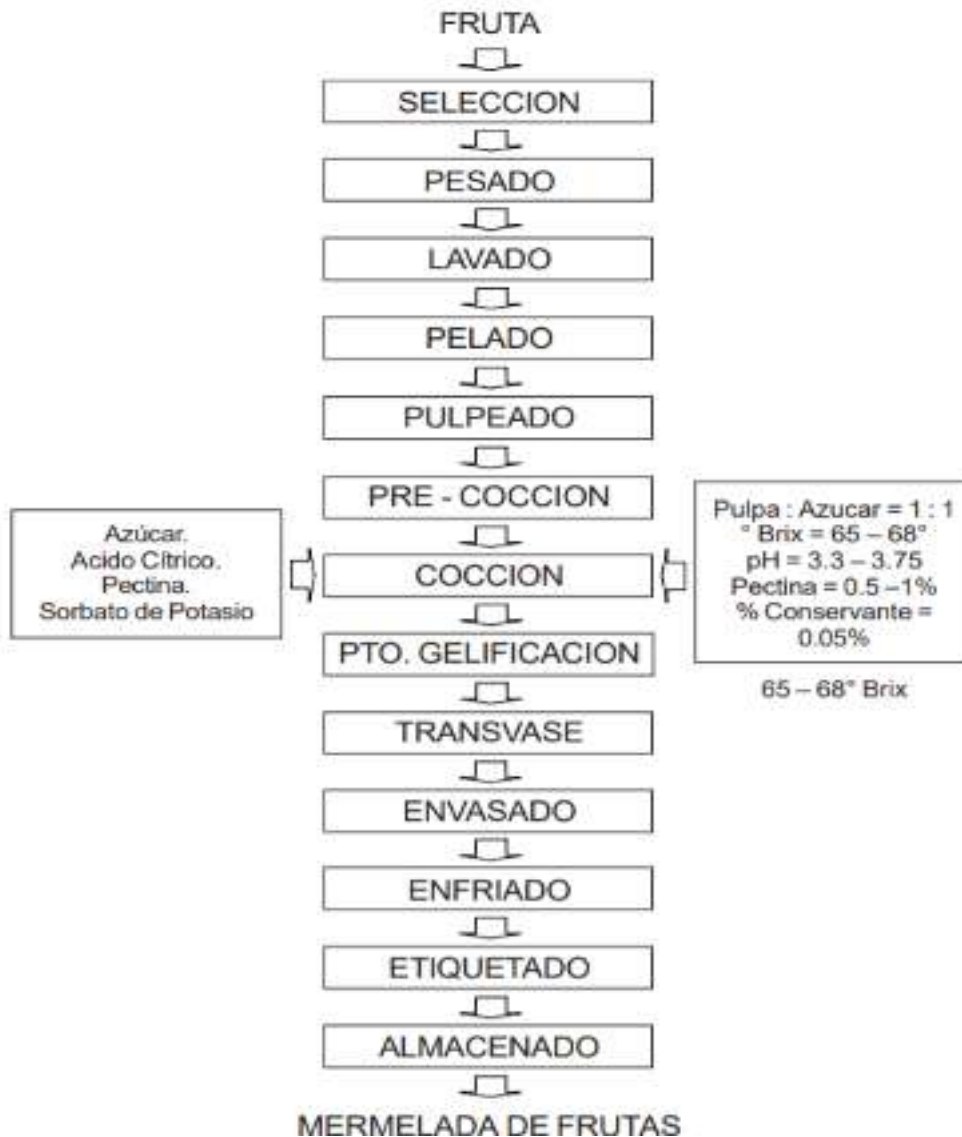 FRUTA
SELECCION
PESADO
LAVADO
PELADO
PULPEADO
PRE - COCCION
Azúcar.
Acido Cítrico.
Pectina.
Sorbato de Potasio
COCCION
Pulpa : Azucar = 1 : 1
° Brix = 65 – 68°
pH = 3.3 – 3.75
Pectina = 0.5 –1%
% Conservante =
0.05%
65 – 68° Brix
PTO. GELIFICACION
TRANSVASE
ENVASADO
ENFRIADO
ETIQUETADO
ALMACENADO
MERMELADA DE FRUTAS